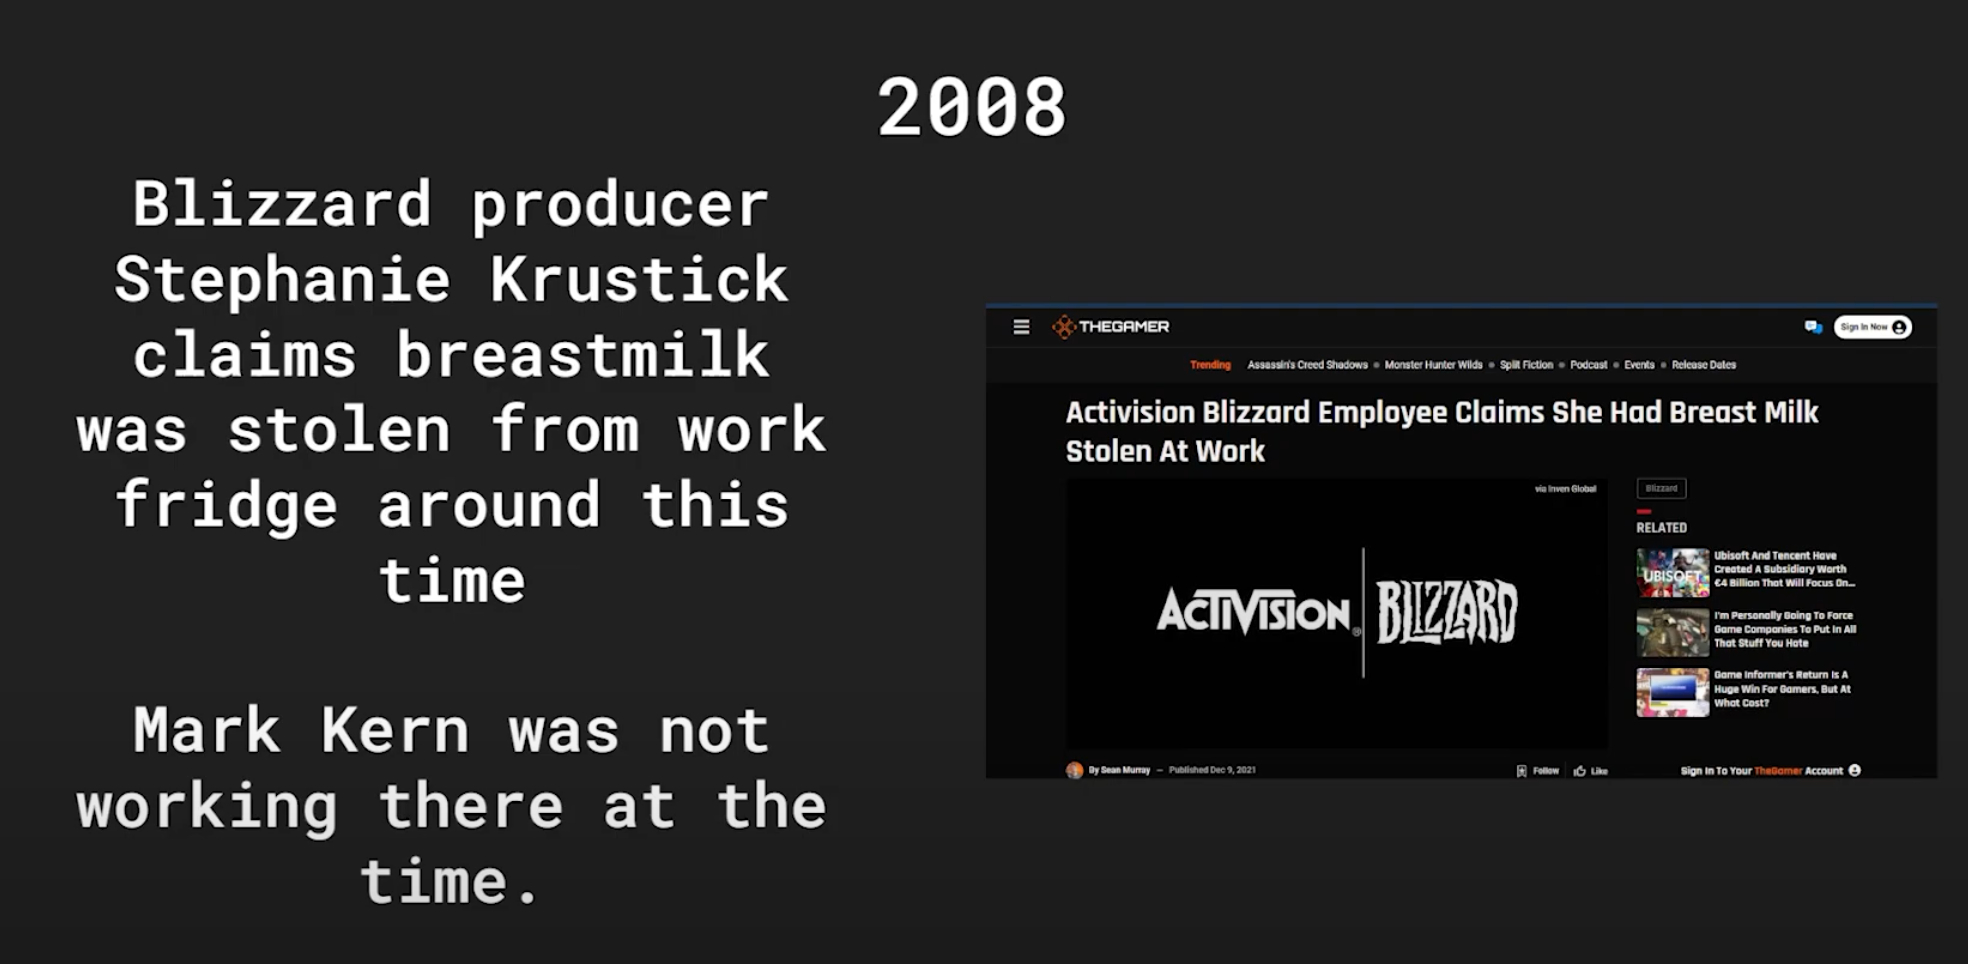 2008
Blizzard producer
Stephanie Krustick
claims breastmilk
was stolen from work
fridge around this
time
Mark Kern was not
working there at the
time.
THEGAMER
Sign In Now
Trending Assassin's Creed Shadows Monster Hunter Wilds Split Fiction Podcast Events Release Dates
Activision Blizzard Employee Claims She Had Breast Milk
Stolen At Work
via Inven Global
ACTIVISION® BLIZZARD
Blizzard
RELATED
UBISOFT
Ubisoft And Tencent Have
Created A Subsidiary Worth
€4 Billion That Will Focus On...
I'm Personally Going To Force
Game Companies To Put In All
That Stuff You Hate
Game Informer's Return Is A
Huge Win For Gamers, But At
What Cost?
By Sean Murray — Published Dec 9, 2021
Follow Like
Sign In To Your TheGamer Account